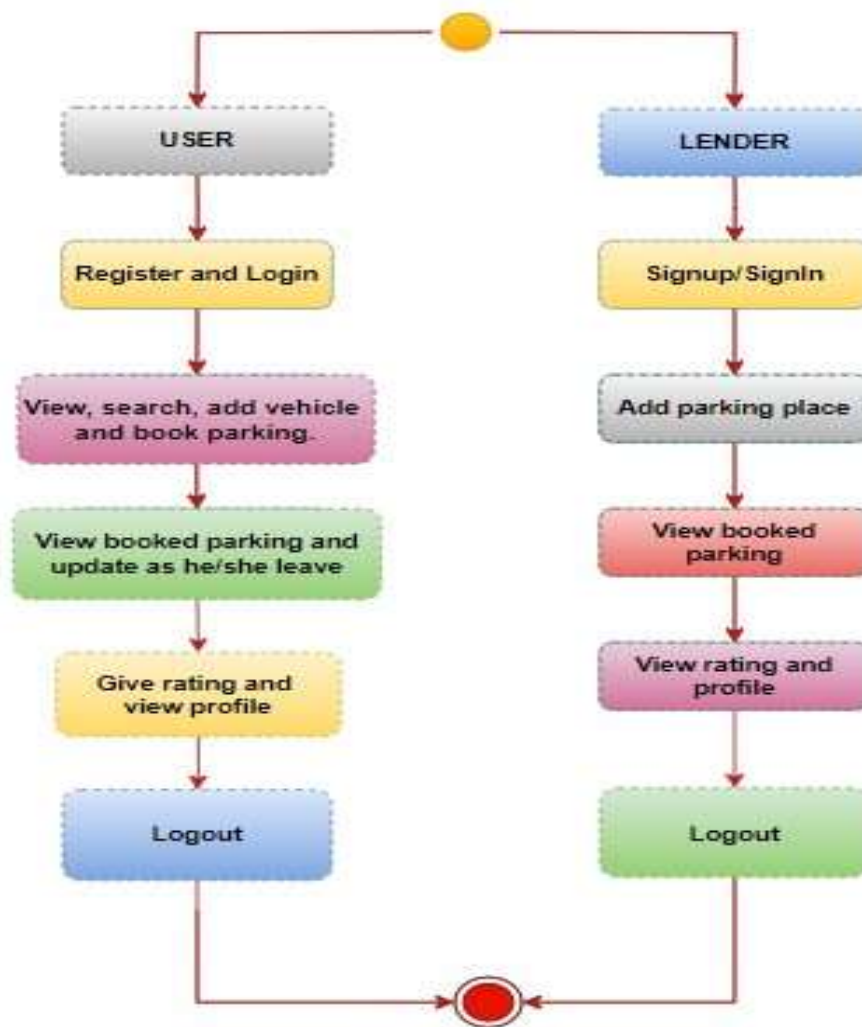 USER
Register and Login
View, search, add vehicle
and book parking.
View booked parking and
update as he/she leave
Give rating and
view profile
Logout
LENDER
Signup/SignIn
Add parking place
View booked
parking
View rating and
profile
Logout